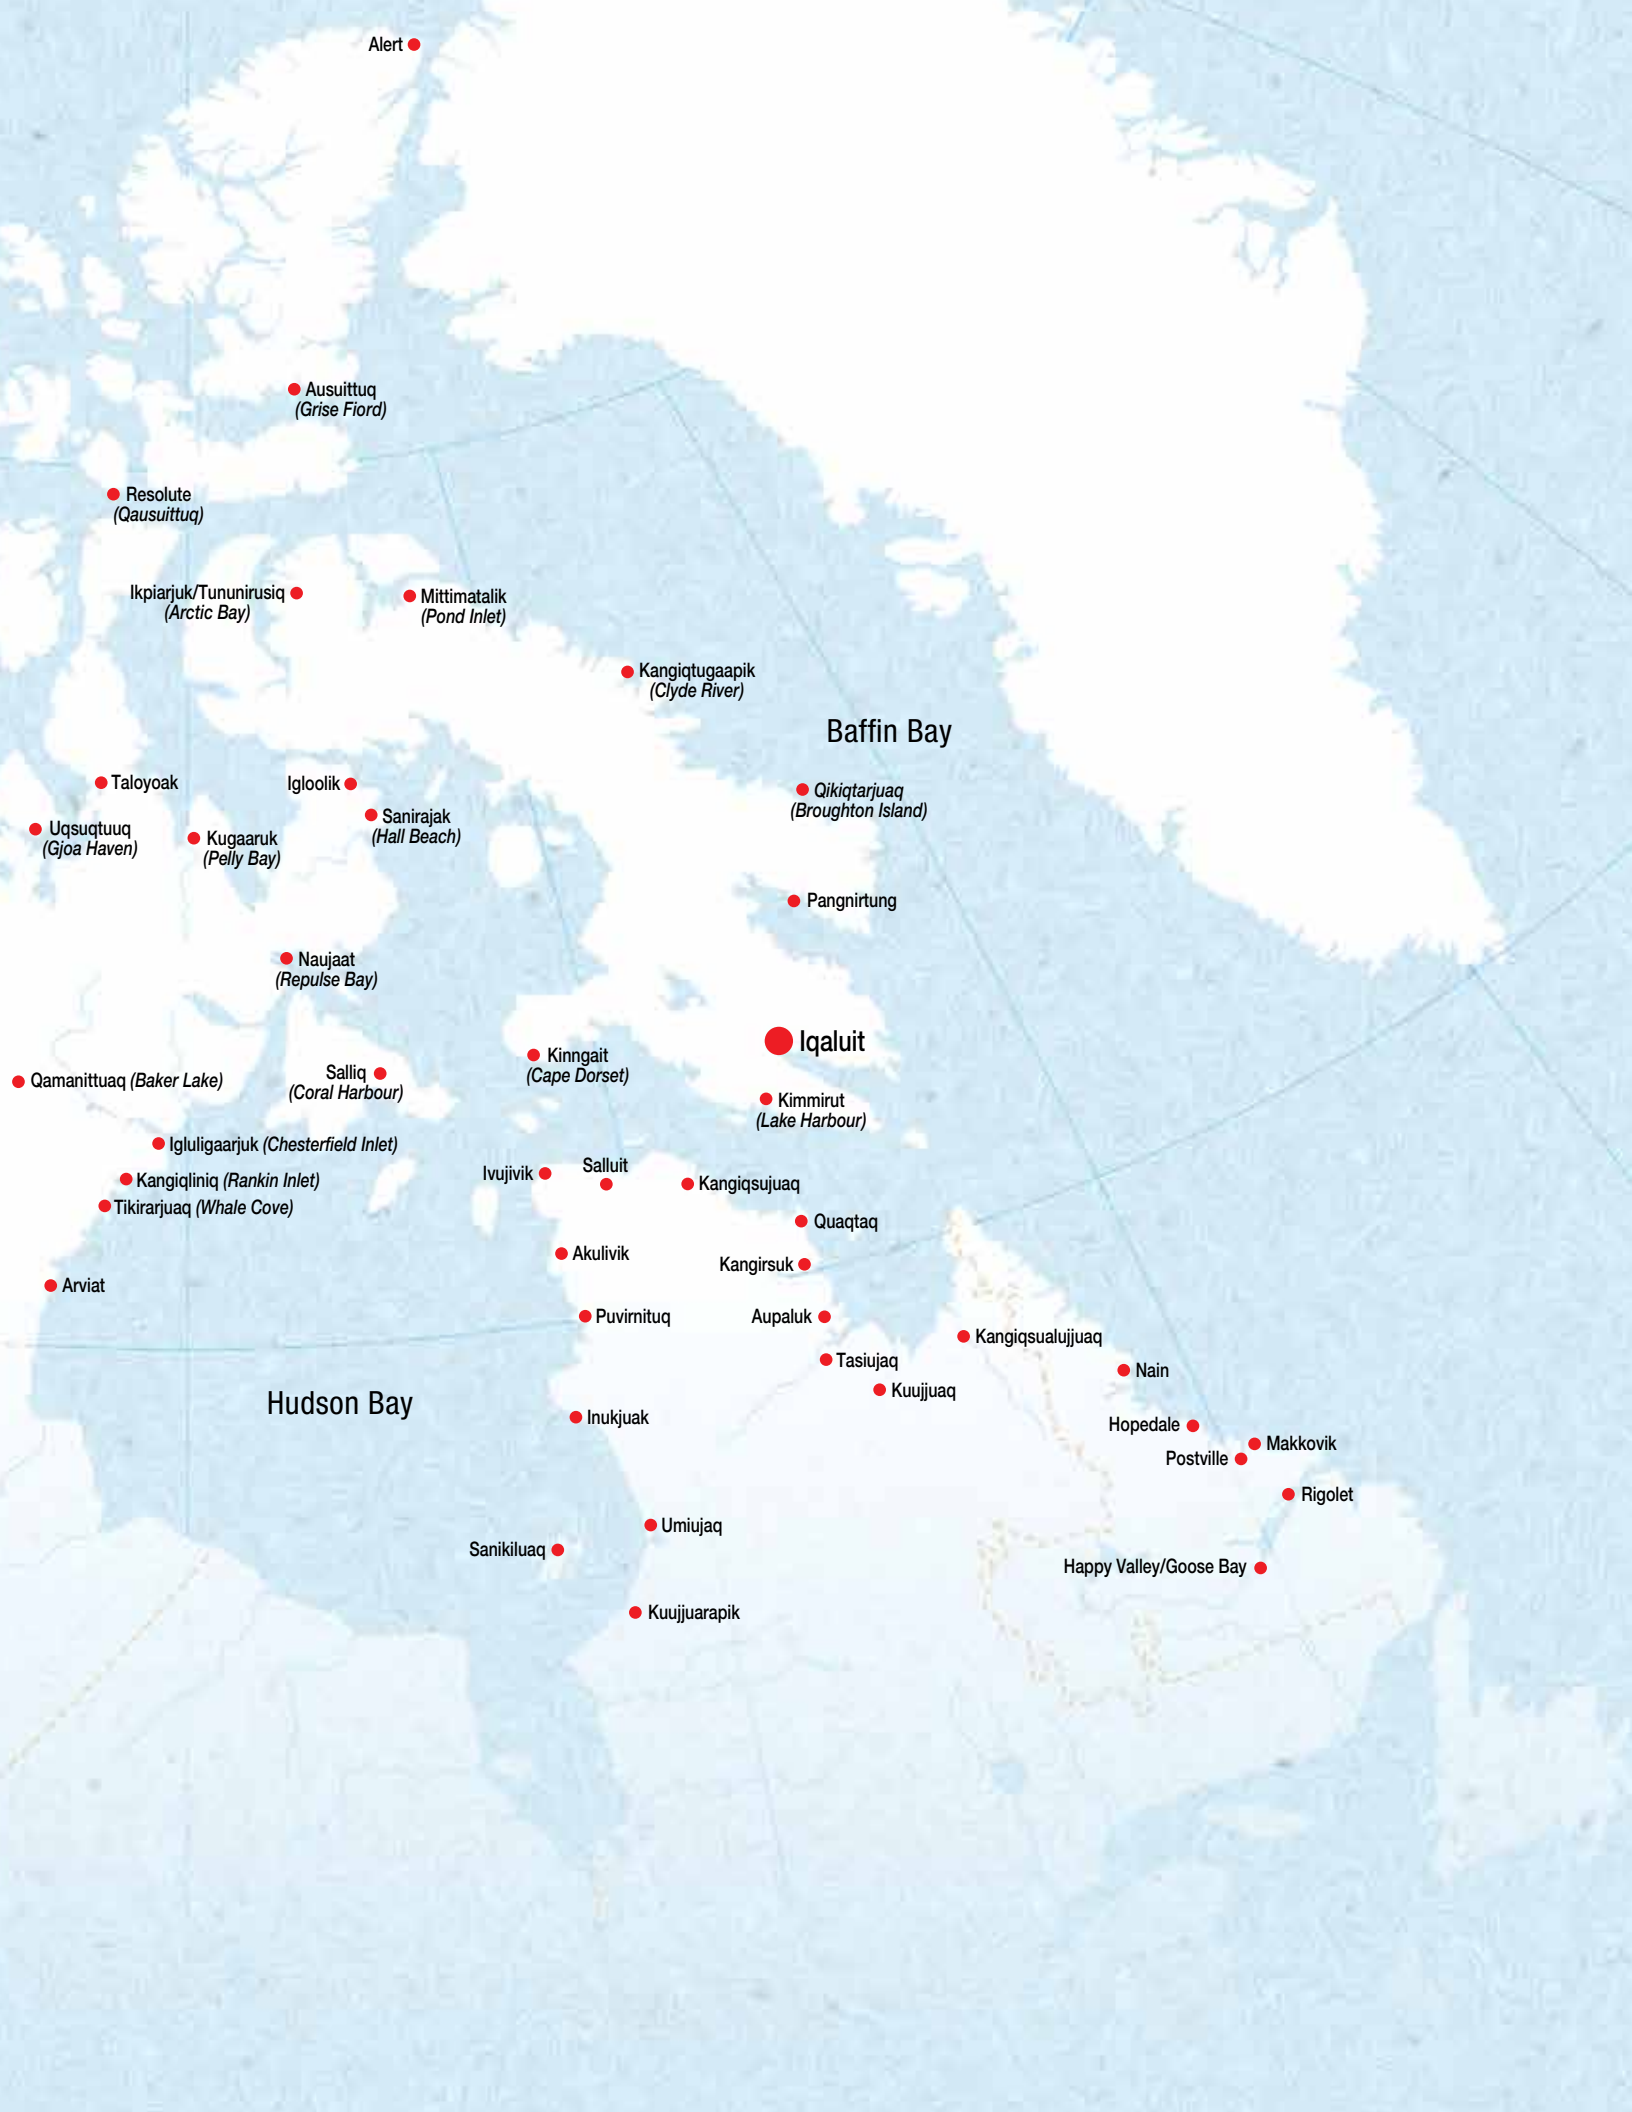 Alert
Ausuittuq
(Grise Fiord)
Resolute
(Qausuittuq)
Ikpiarjuk/Tununirusiq
(Arctic Bay)
Mittimatalik
(Pond Inlet)
Kangiqtugaapik
(Clyde River)
Baffin Bay
Taloyoak
Igloolik
Qikiqtarjuaq
(Broughton Island)
Sanirajak
(Hall Beach)
Uqsuqtuuq
(Gjoa Haven)
Kugaaruk
(Pelly Bay)
Pangnirtung
Naujaat
(Repulse Bay)
Iqaluit
Kinngait
(Cape Dorset)
Salliq
(Coral Harbour)
Qamanittuaq (Baker Lake)
Kimmirut
(Lake Harbour)
Igluligaarjuk (Chesterfield Inlet)
Ivujivik
Salluit
Kangiqsujuaq
Kangiqliniq (Rankin Inlet)
Tikirarjuaq (Whale Cove)
Quaqtaq
Akulivik
Kangirsuk
Arviat
Puvirnituq
Aupaluk
Kangiqsualujjuaq
Tasiujaq
Nain
Kuujjuaq
Hudson Bay
Inukjuak
Hopedale
Makkovik
Postville
Rigolet
Umiujaq
Sanikiluaq
Happy Valley/Goose Bay
Kuujjuarapik